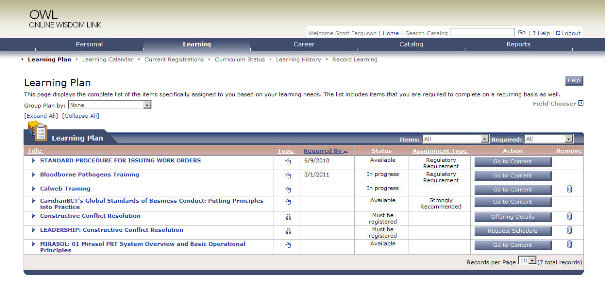 OWL
ONLINE WISDOM LINK
Welcome Scott Ferguson | Home - Search Catalog Go | ? Help | Logout
Personal Learning Career Catalog Reports
• Learning Plan • Learning Calendar • Current Registrations • Curriculum Status • Learning History • Record Learning
Learning Plan Help
This page displays the complete list of the items specifically assigned to you based on your learning needs. The list includes items that you are required to complete on a recurring basis as well.
Group Plan by: None Field Chooser
[Expand All] [Collapse All]
Learning Plan Items: All Required: All
Title Type Required By Status Assignment Type Action Remove
STANDARD PROCEDURE FOR ISSUING WORK ORDERS 6/9/2010 Available Regulatory Requirement Go to Content
Bloodborne Pathogens Training 3/1/2011 In progress Regulatory Requirement Go to Content
Calweb Training In progress Go to Content
CaridianBCT's Global Standards of Business Conduct: Putting Principles into Practice Available Strongly Recommended Go to Content
Constructive Conflict Resolution Must be registered Offering Details
LEADERSHIP: Constructive Conflict Resolution Must be registered Request Schedule
MIRASOL: 01 Mirasol PRT System Overview and Basic Operational Principles Available Go to Content
Records per Page 10 (7 total records)